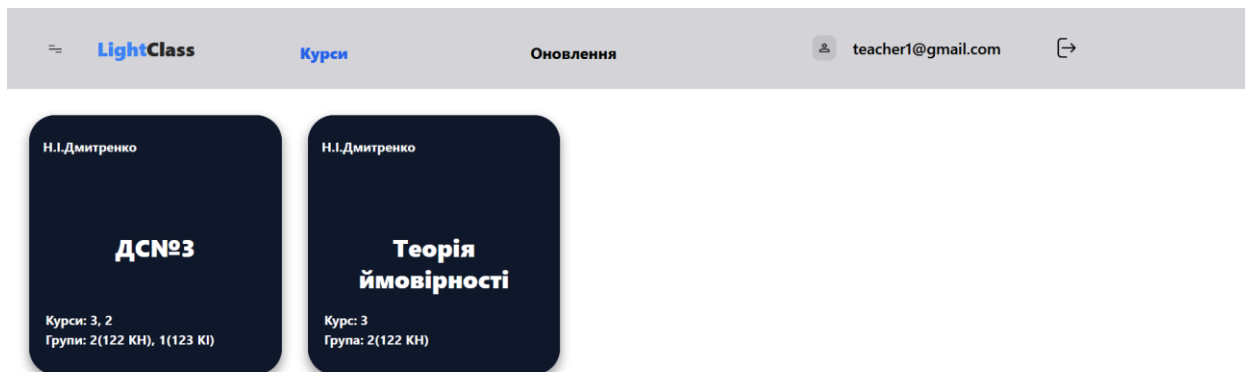 LightClass
Курси
Оновлення
teacher1@gmail.com
Н.І.Дмитренко
ДС№3
Курси: 3, 2
Групи: 2(122 КН), 1(123 КІ)
Н.І.Дмитренко
Теорія
ймовірності
Курс: 3
Група: 2(122 КН)